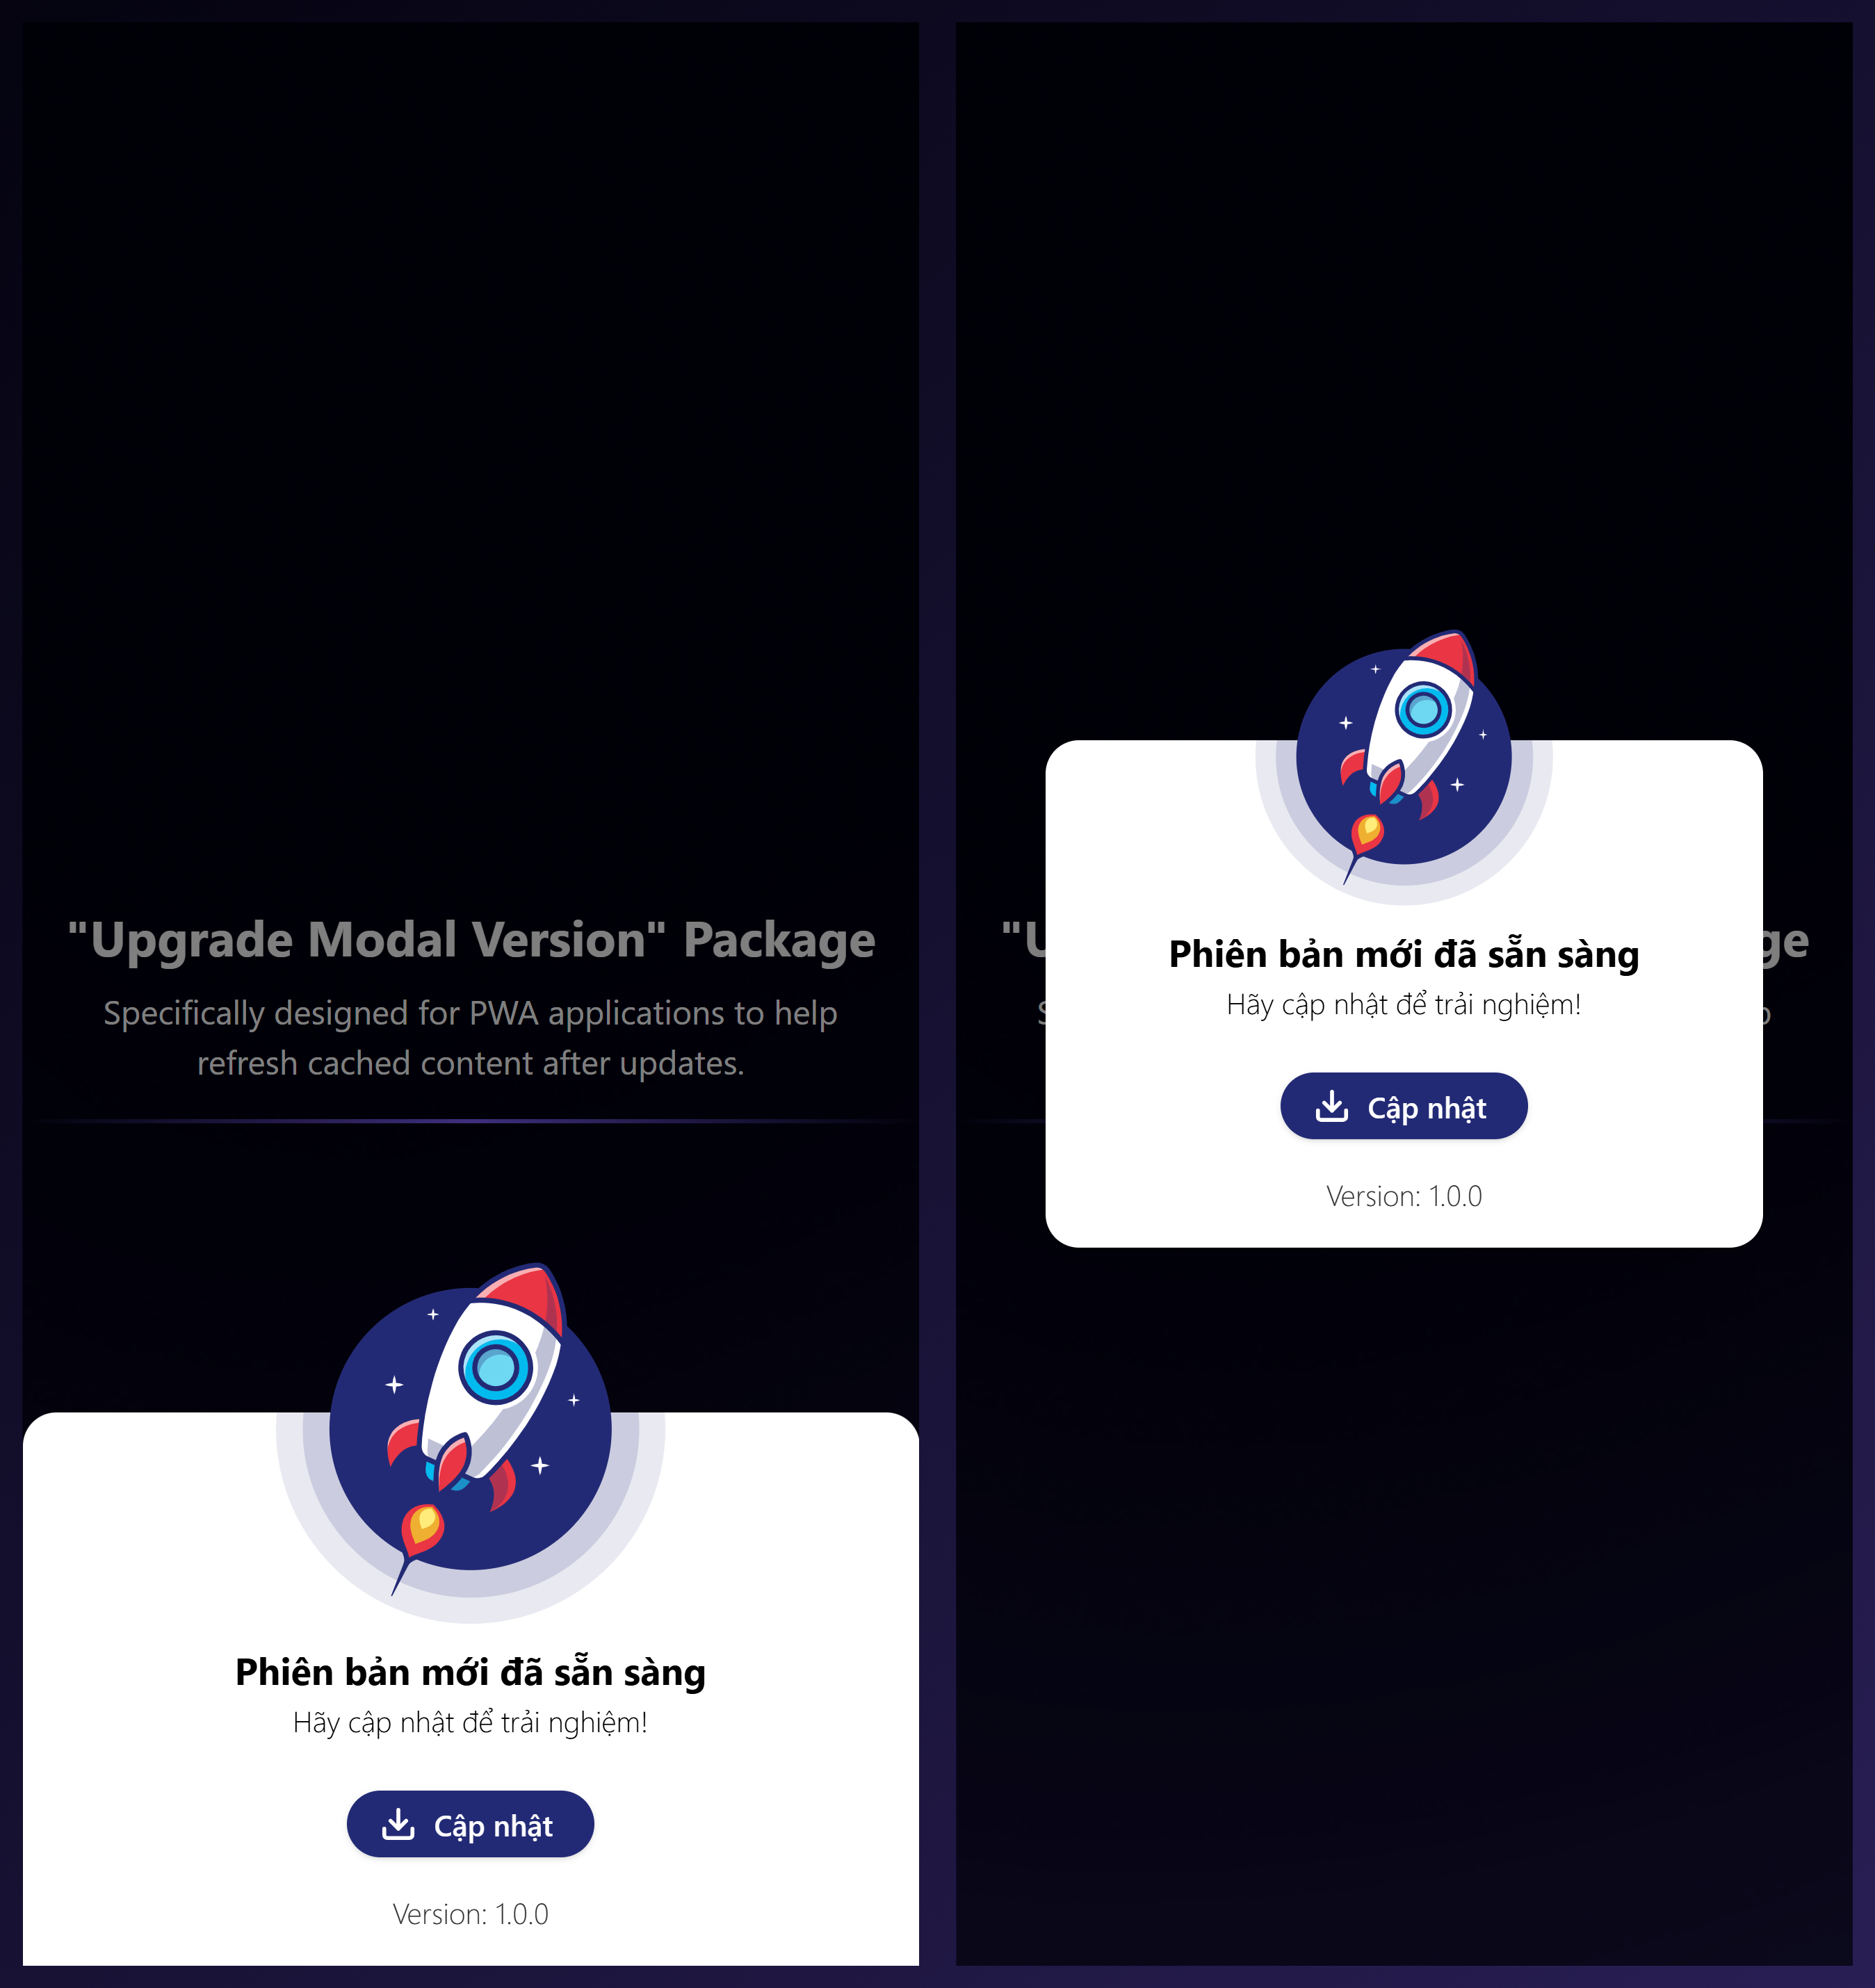 "Upgrade Modal Version" Package
Specifically designed for PWA applications to help
refresh cached content after updates.
Phiên bản mới đã sẵn sàng
Hãy cập nhật để trải nghiệm!
Cập nhật
Version: 1.0.0
"U
ge
Phiên bản mới đã sẵn sàng
Hãy cập nhật để trải nghiệm!
Cập nhật
Version: 1.0.0